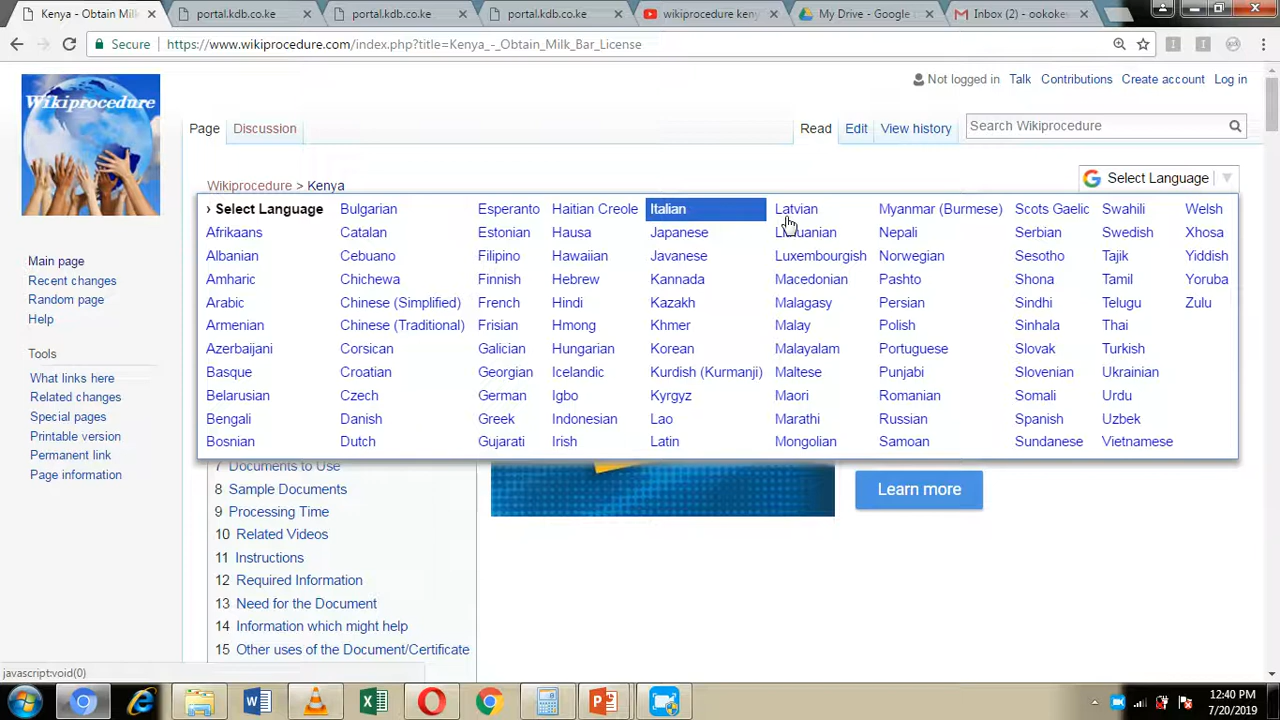 Kenya - Obtain Milk Bar Licens
portal.kdb.co.ke
portal.kdb.co.ke
portal.kdb.co.ke
wikiprocedure keny
My Drive - Google
Inbox (2) - ookokes
Secure
https://www.wikiprocedure.com/index.php?title=Kenya_-_Obtain_Milk_Bar_License
Wikiprocedure
Not logged in Talk Contributions Create account Log in
Page Discussion Read Edit View history Search Wikiprocedure
Wikiprocedure > Kenya
Select Language
› Select Language Bulgarian Esperanto Haitian Creole Italian Latvian Myanmar (Burmese) Scots Gaelic Swahili Welsh
Afrikaans Catalan Estonian Hausa Japanese Lithuanian Nepali Serbian Swedish Xhosa
Albanian Cebuano Filipino Hawaiian Javanese Luxembourgish Norwegian Sesotho Tajik Yiddish
Amharic Chichewa Finnish Hebrew Kannada Macedonian Pashto Shona Tamil Yoruba
Arabic Chinese (Simplified) French Hindi Kazakh Malagasy Persian Sindhi Telugu Zulu
Armenian Chinese (Traditional) Frisian Hmong Khmer Malay Polish Sinhala Thai
Azerbaijani Corsican Galician Hungarian Korean Malayalam Portuguese Slovak Turkish
Basque Croatian Georgian Icelandic Kurdish (Kurmanji) Maltese Punjabi Slovenian Ukrainian
Belarusian Czech German Igbo Kyrgyz Maori Romanian Somali Urdu
Bengali Danish Greek Indonesian Lao Marathi Russian Spanish Uzbek
Bosnian Dutch Gujarati Irish Latin Mongolian Samoan Sundanese Vietnamese
Main page
Recent changes
Random page
Help
Tools
What links here
Related changes
Special pages
Printable version
Permanent link
Page information
7 Documents to Use
8 Sample Documents
9 Processing Time
10 Related Videos
11 Instructions
12 Required Information
13 Need for the Document
14 Information which might help
15 Other uses of the Document/Certificate
Learn more
javascript:void(0)
12:40 PM
7/20/2019